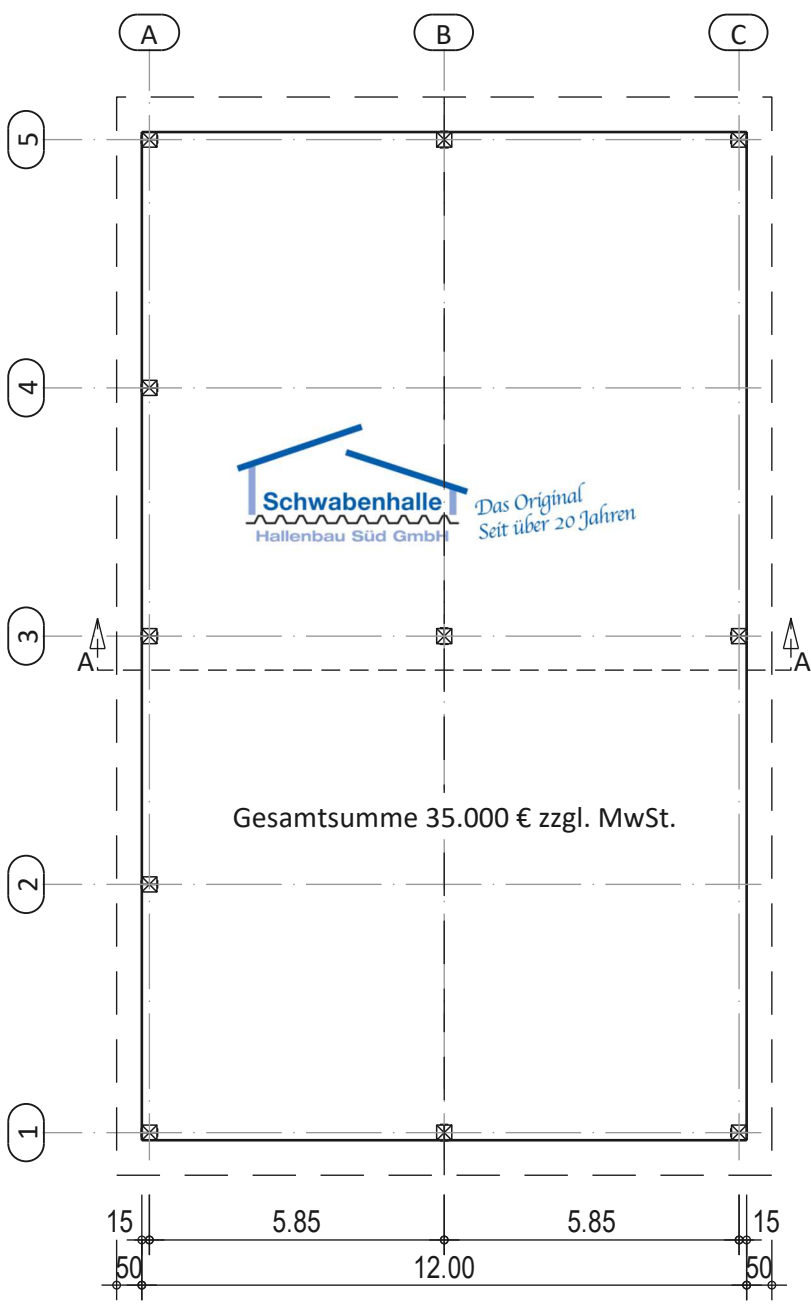 A B C
5
4
Schwabenhalle
Hallenbau Süd GmbH
Das Original
Seit über 20 Jahren
3
A A
Gesamtsumme 35.000 € zzgl. MwSt.
2
1
15 5.85 5.85 15
50 12.00 50